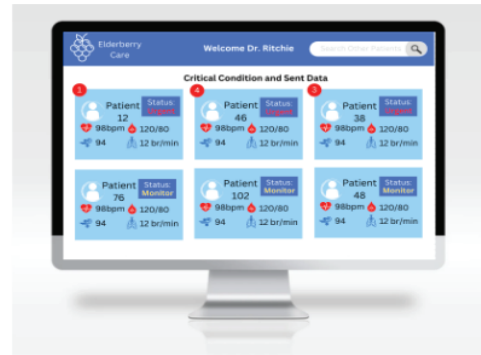 Elderberry
Care
Welcome Dr. Ritchie
Search Other Patients
Critical Condition and Sent Data
1
Patient
12
Status:
Urgent
98bpm 120/80
94 12 br/min
4
Patient
46
Status:
Urgent
98bpm 120/80
94 12 br/min
3
Patient
38
Status:
Urgent
98bpm 120/80
94 12 br/min
Patient
76
Status:
Monitor
98bpm 120/80
94 12 br/min
Patient
102
Status:
Monitor
98bpm 120/80
94 12 br/min
Patient
48
Status:
Monitor
98bpm 120/80
94 12 br/min